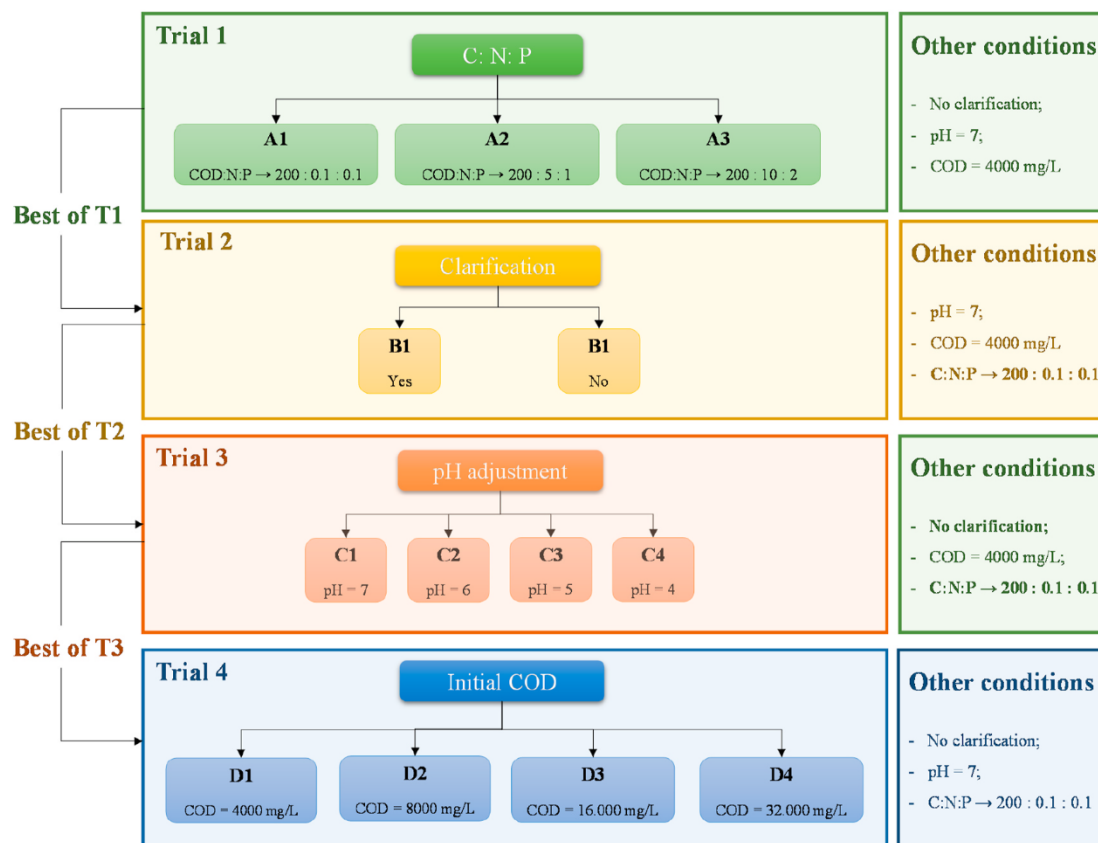 Trial 1
C: N: P
A1
COD:N:P → 200 : 0.1 : 0.1
A2
COD:N:P → 200 : 5 : 1
A3
COD:N:P → 200 : 10 : 2
Other conditions
- No clarification;
- pH = 7;
- COD = 4000 mg/L
Best of T1
Trial 2
Clarification
B1
Yes
B1
No
Other conditions
- pH = 7;
- COD = 4000 mg/L
- C:N:P → 200 : 0.1 : 0.1
Best of T2
Trial 3
pH adjustment
C1
pH = 7
C2
pH = 6
C3
pH = 5
C4
pH = 4
Other conditions
- No clarification;
- COD = 4000 mg/L;
- C:N:P → 200 : 0.1 : 0.1
Best of T3
Trial 4
Initial COD
D1
COD = 4000 mg/L
D2
COD = 8000 mg/L
D3
COD = 16.000 mg/L
D4
COD = 32.000 mg/L
Other conditions
- No clarification;
- pH = 7;
- C:N:P → 200 : 0.1 : 0.1